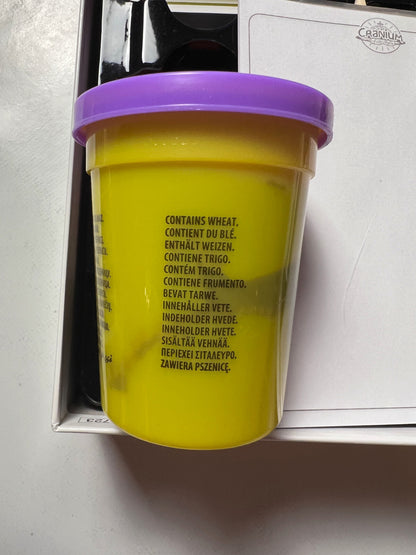 CRANIUM
CONTAINS WHEAT.
CONTIENT DU BLÉ.
ENTHÄLT WEIZEN.
CONTIENE TRIGO.
CONTÉM TRIGO.
CONTIENE FRUMENTO.
BEVAT TARWE.
INNEHÅLLER VETE.
INDEHOLDER HVEDE.
INNEHOLDER HVETE.
SISÄLTÄÄ VEHNÄÄ.
ΠΕΡΙΕΧΕΙ ΣΙΤΑΛΕΥΡΟ.
ZAWIERA PSZENICĘ.